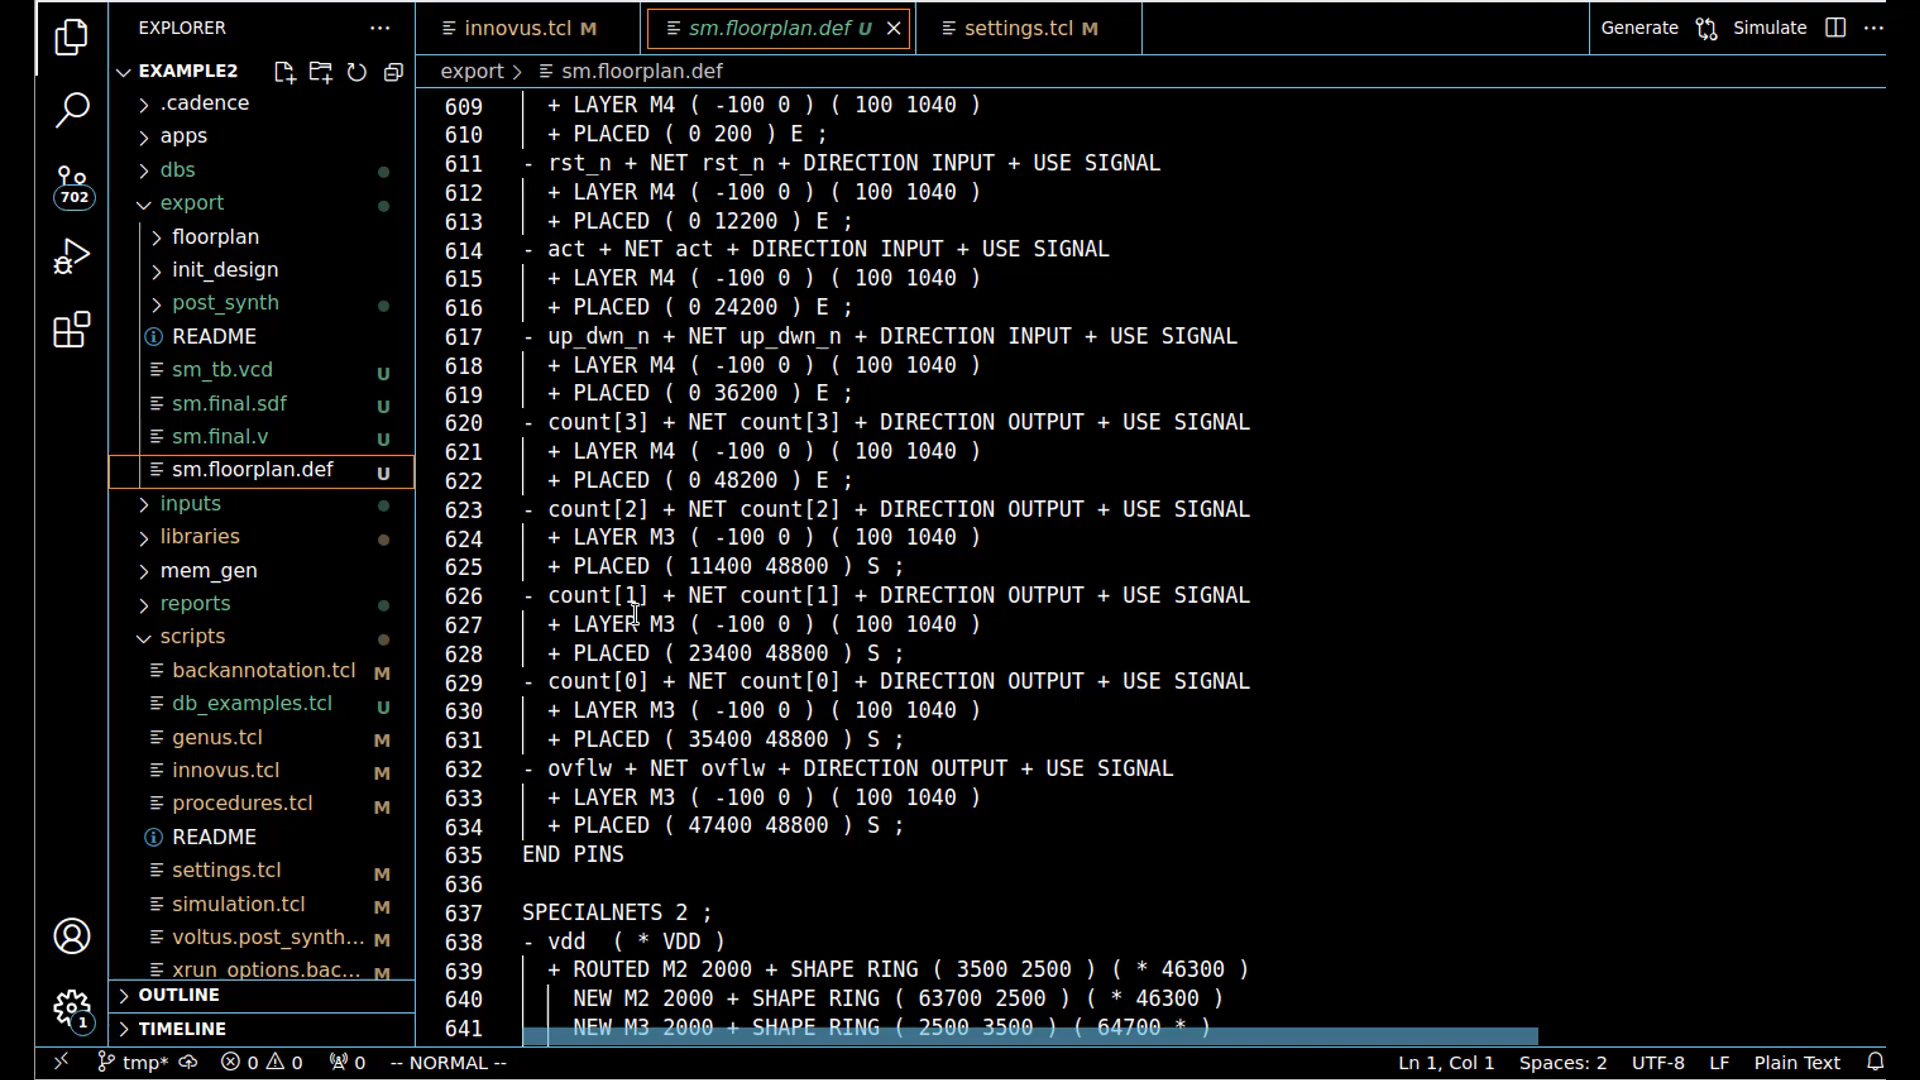 EXPLORER
EXAMPLE2
.cadence
apps
dbs
export
floorplan
init_design
post_synth
README
sm_tb.vcd U
sm.final.sdf U
sm.final.v U
sm.floorplan.def U
inputs
libraries
mem_gen
reports
scripts
backannotation.tcl M
db_examples.tcl U
genus.tcl M
innovus.tcl M
procedures.tcl M
README
settings.tcl M
simulation.tcl M
voltus.post_synth... M
xrun_options.bac... M
OUTLINE
TIMELINE
702
1
innovus.tcl M
sm.floorplan.def U
settings.tcl M
Generate
Simulate
export > sm.floorplan.def
609 + LAYER M4 ( -100 0 ) ( 100 1040 )
610 + PLACED ( 0 200 ) E ;
611 - rst_n + NET rst_n + DIRECTION INPUT + USE SIGNAL
612 + LAYER M4 ( -100 0 ) ( 100 1040 )
613 + PLACED ( 0 12200 ) E ;
614 - act + NET act + DIRECTION INPUT + USE SIGNAL
615 + LAYER M4 ( -100 0 ) ( 100 1040 )
616 + PLACED ( 0 24200 ) E ;
617 - up_dwn_n + NET up_dwn_n + DIRECTION INPUT + USE SIGNAL
618 + LAYER M4 ( -100 0 ) ( 100 1040 )
619 + PLACED ( 0 36200 ) E ;
620 - count[3] + NET count[3] + DIRECTION OUTPUT + USE SIGNAL
621 + LAYER M4 ( -100 0 ) ( 100 1040 )
622 + PLACED ( 0 48200 ) E ;
623 - count[2] + NET count[2] + DIRECTION OUTPUT + USE SIGNAL
624 + LAYER M3 ( -100 0 ) ( 100 1040 )
625 + PLACED ( 11400 48800 ) S ;
626 - count[1] + NET count[1] + DIRECTION OUTPUT + USE SIGNAL
627 + LAYER M3 ( -100 0 ) ( 100 1040 )
628 + PLACED ( 23400 48800 ) S ;
629 - count[0] + NET count[0] + DIRECTION OUTPUT + USE SIGNAL
630 + LAYER M3 ( -100 0 ) ( 100 1040 )
631 + PLACED ( 35400 48800 ) S ;
632 - ovflw + NET ovflw + DIRECTION OUTPUT + USE SIGNAL
633 + LAYER M3 ( -100 0 ) ( 100 1040 )
634 + PLACED ( 47400 48800 ) S ;
635 END PINS
636
637 SPECIALNETS 2 ;
638 - vdd ( * VDD )
639 + ROUTED M2 2000 + SHAPE RING ( 3500 2500 ) ( * 46300 )
640 NEW M2 2000 + SHAPE RING ( 63700 2500 ) ( * 46300 )
641 NEW M3 2000 + SHAPE RING ( 2500 3500 ) ( 64700 * )
tmp* 0 0 0 -- NORMAL -- Ln 1, Col 1 Spaces: 2 UTF-8 LF Plain Text